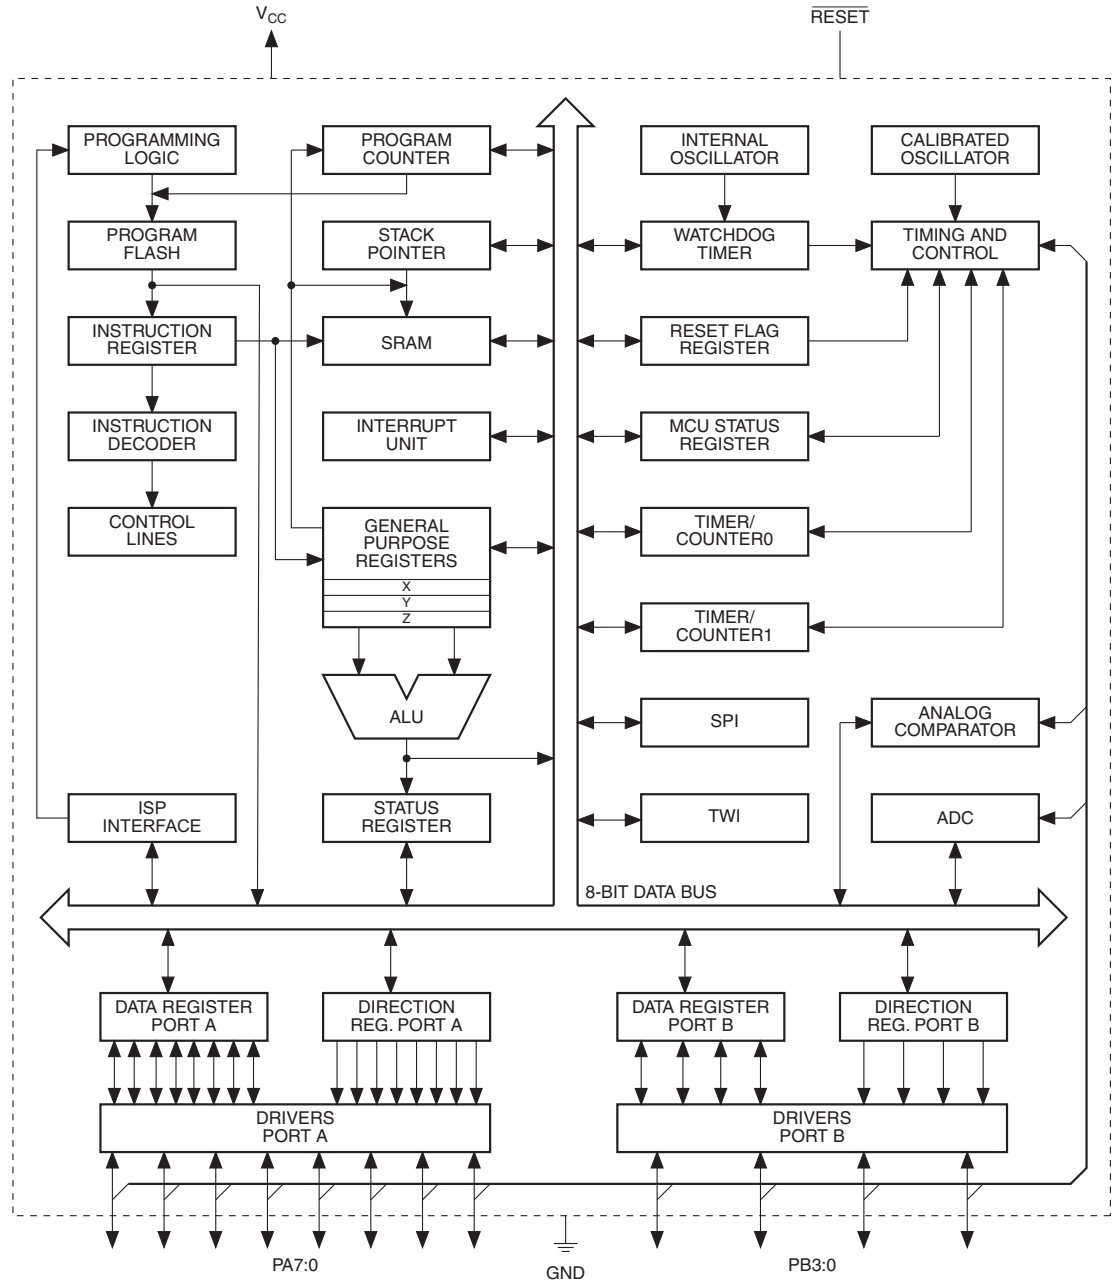 VCC
RESET
PROGRAMMING
LOGIC
PROGRAM
COUNTER
INTERNAL
OSCILLATOR
CALIBRATED
OSCILLATOR
PROGRAM
FLASH
STACK
POINTER
WATCHDOG
TIMER
TIMING AND
CONTROL
INSTRUCTION
REGISTER
SRAM
RESET FLAG
REGISTER
INSTRUCTION
DECODER
INTERRUPT
UNIT
MCU STATUS
REGISTER
CONTROL
LINES
GENERAL
PURPOSE
REGISTERS
X
Y
Z
TIMER/
COUNTER0
TIMER/
COUNTER1
ALU
SPI
ANALOG
COMPARATOR
ISP
INTERFACE
STATUS
REGISTER
TWI
ADC
8-BIT DATA BUS
DATA REGISTER
PORT A
DIRECTION
REG. PORT A
DATA REGISTER
PORT B
DIRECTION
REG. PORT B
DRIVERS
PORT A
DRIVERS
PORT B
PA7:0
GND
PB3:0